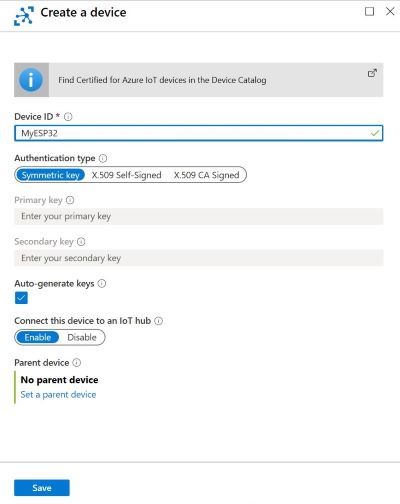 Create a device
Find Certified for Azure IoT devices in the Device Catalog
Device ID *
MyESP32
Authentication type
Symmetric key X.509 Self-Signed X.509 CA Signed
Primary key
Enter your primary key
Secondary key
Enter your secondary key
Auto-generate keys
Connect this device to an IoT hub
Enable Disable
Parent device
No parent device
Set a parent device
Save